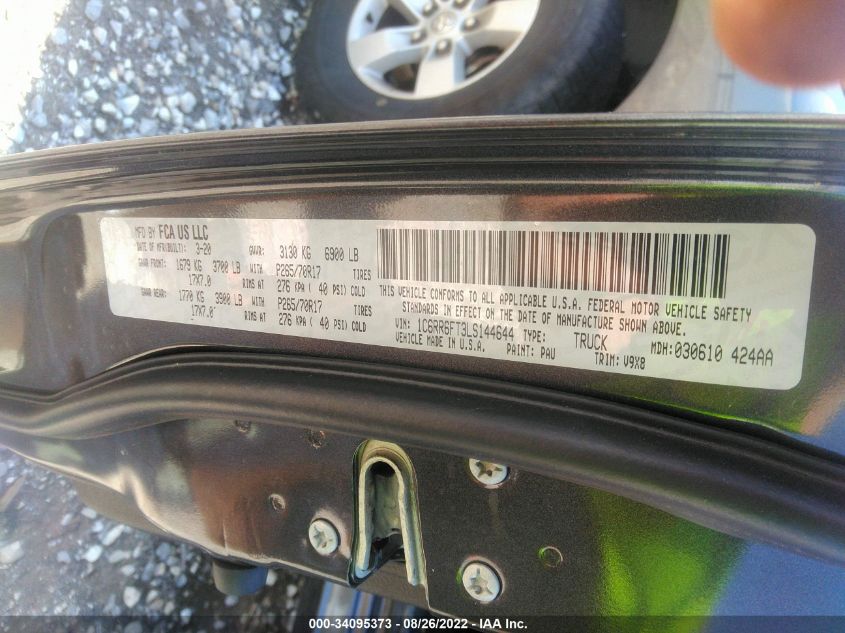 MFD BY FCA US LLC
DATE OF MFR(BUILT): 3-20 GVWR: 3130 KG 6900 LB
GAWR FRONT: 1679 KG 3700 LB WITH P265/70R17 TIRES
17X7.0 RIMS AT 276 KPA ( 40 PSI) COLD
GAWR REAR: 1770 KG 3900 LB WITH P265/70R17 TIRES
17X7.0 RIMS AT 276 KPA ( 40 PSI) COLD
THIS VEHICLE CONFORMS TO ALL APPLICABLE U.S.A. FEDERAL MOTOR VEHICLE SAFETY
STANDARDS IN EFFECT ON THE DATE OF MANUFACTURE SHOWN ABOVE.
VIN: 1C6RR6FT3LS144644 TYPE: TRUCK MDH: 030610 424AA
VEHICLE MADE IN U.S.A. PAINT: PAU TRIM: V9X8
000-34095373 - 08/26/2022 - IAA Inc.